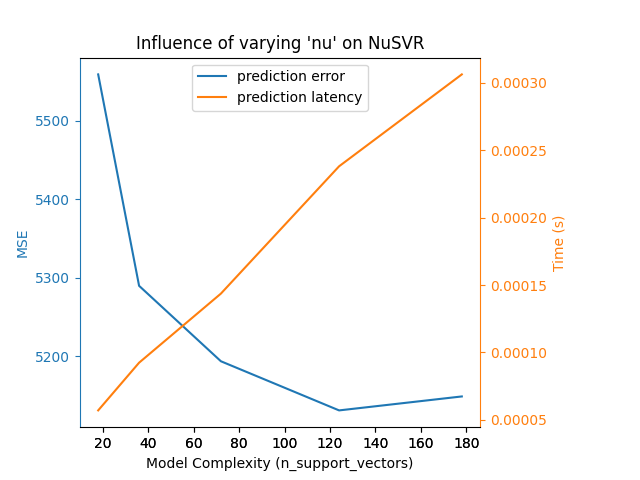 Influence of varying 'nu' on NuSVR
prediction error
prediction latency
MSE
5500
5400
5300
5200
0.00030
0.00025
0.00020
0.00015
0.00010
0.00005
Time (s)
20 40 60 80 100 120 140 160 180
Model Complexity (n_support_vectors)